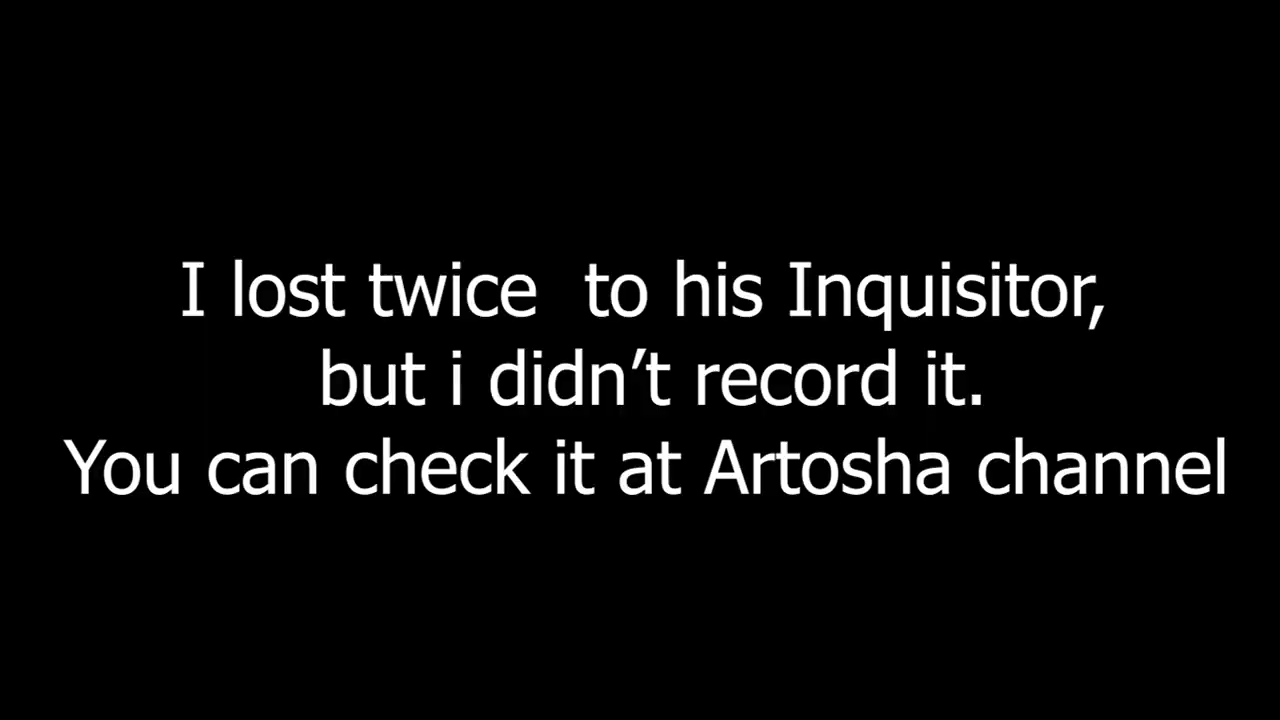 I lost twice  to his Inquisitor,
but i didn’t record it.
You can check it at Artosha channel